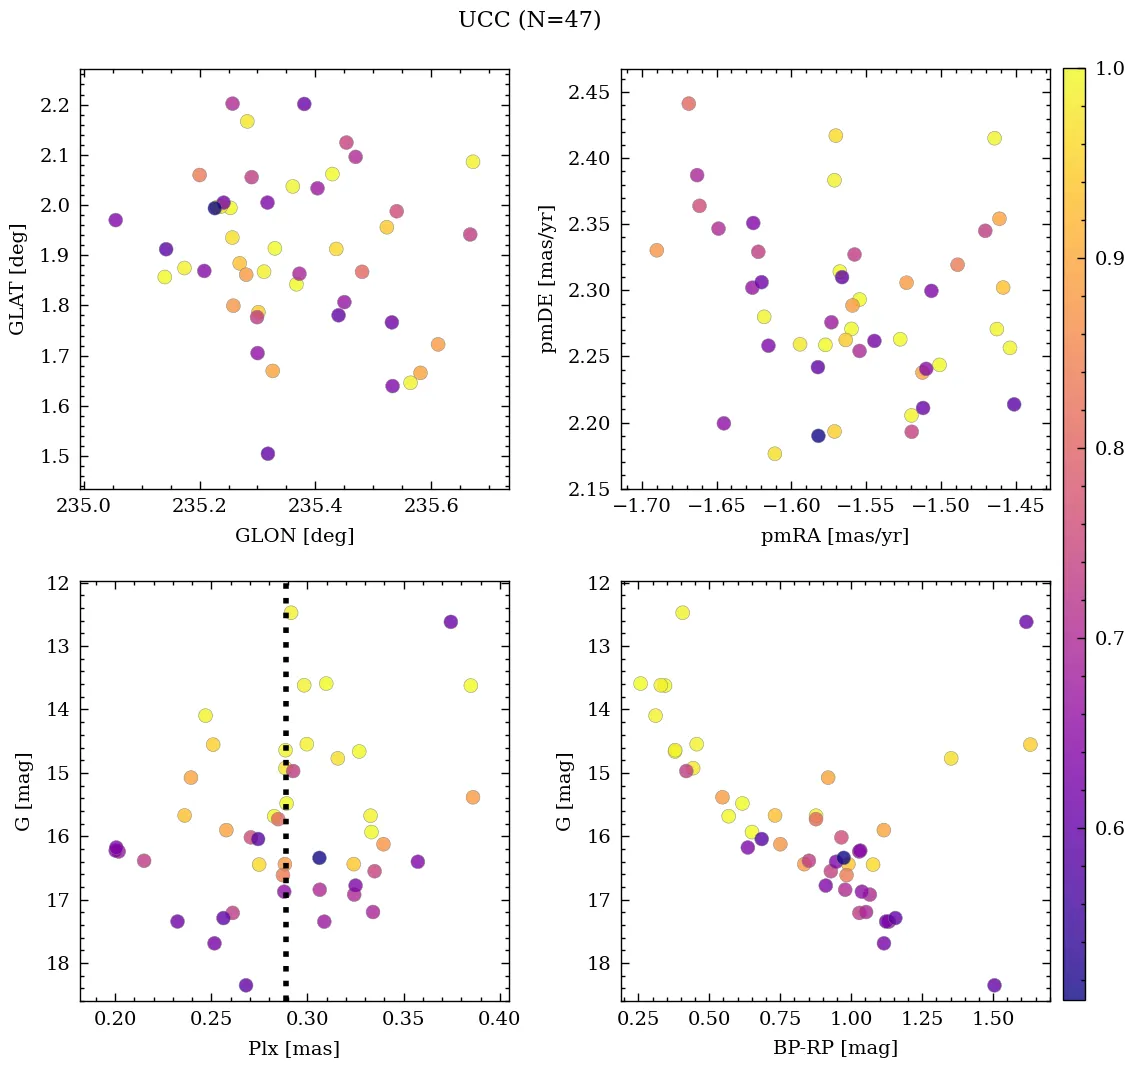 UCC (N=47)
2.2
2.1
2.0
1.9
1.8
1.7
1.6
1.5
GLAT [deg]
235.0 235.2 235.4 235.6
GLON [deg]
2.45
2.40
2.35
2.30
2.25
2.20
2.15
pmDE [mas/yr]
−1.70 −1.65 −1.60 −1.55 −1.50 −1.45
pmRA [mas/yr]
12
13
14
15
16
17
18
G [mag]
0.20 0.25 0.30 0.35 0.40
Plx [mas]
12
13
14
15
16
17
18
G [mag]
0.25 0.50 0.75 1.00 1.25 1.50
BP-RP [mag]
1.0
0.9
0.8
0.7
0.6